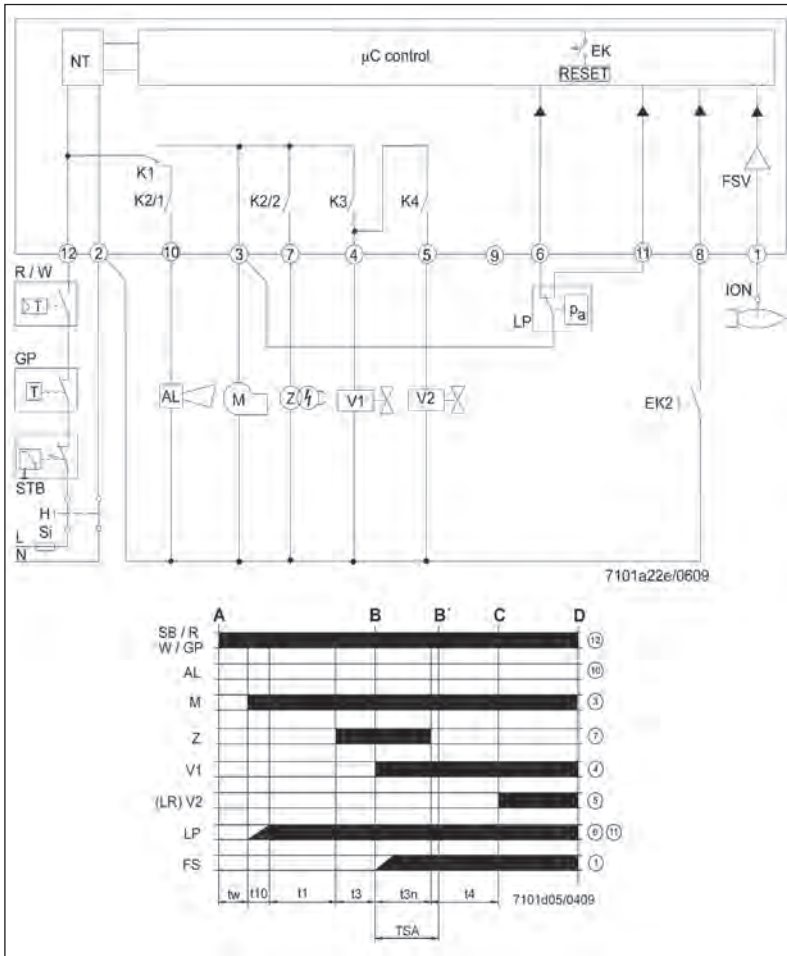 NT
µC control
EK
RESET
FSV
K1
K2/1
K2/2
K3
K4
12 2 10 3 7 4 5 9 6 11 8 1
R / W
T
GP
T
STB
H
Si
L
N
AL
M
Z
V1
V2
LP
pa
ION
EK2
7101a22e/0609
A B B´ C D
SB / R
W / GP 12
AL 10
M 3
Z 7
V1 4
(LR) V2 5
LP 6 11
FS 1
tw t10 t1 t3 t3n t4 7101d05/0409
TSA